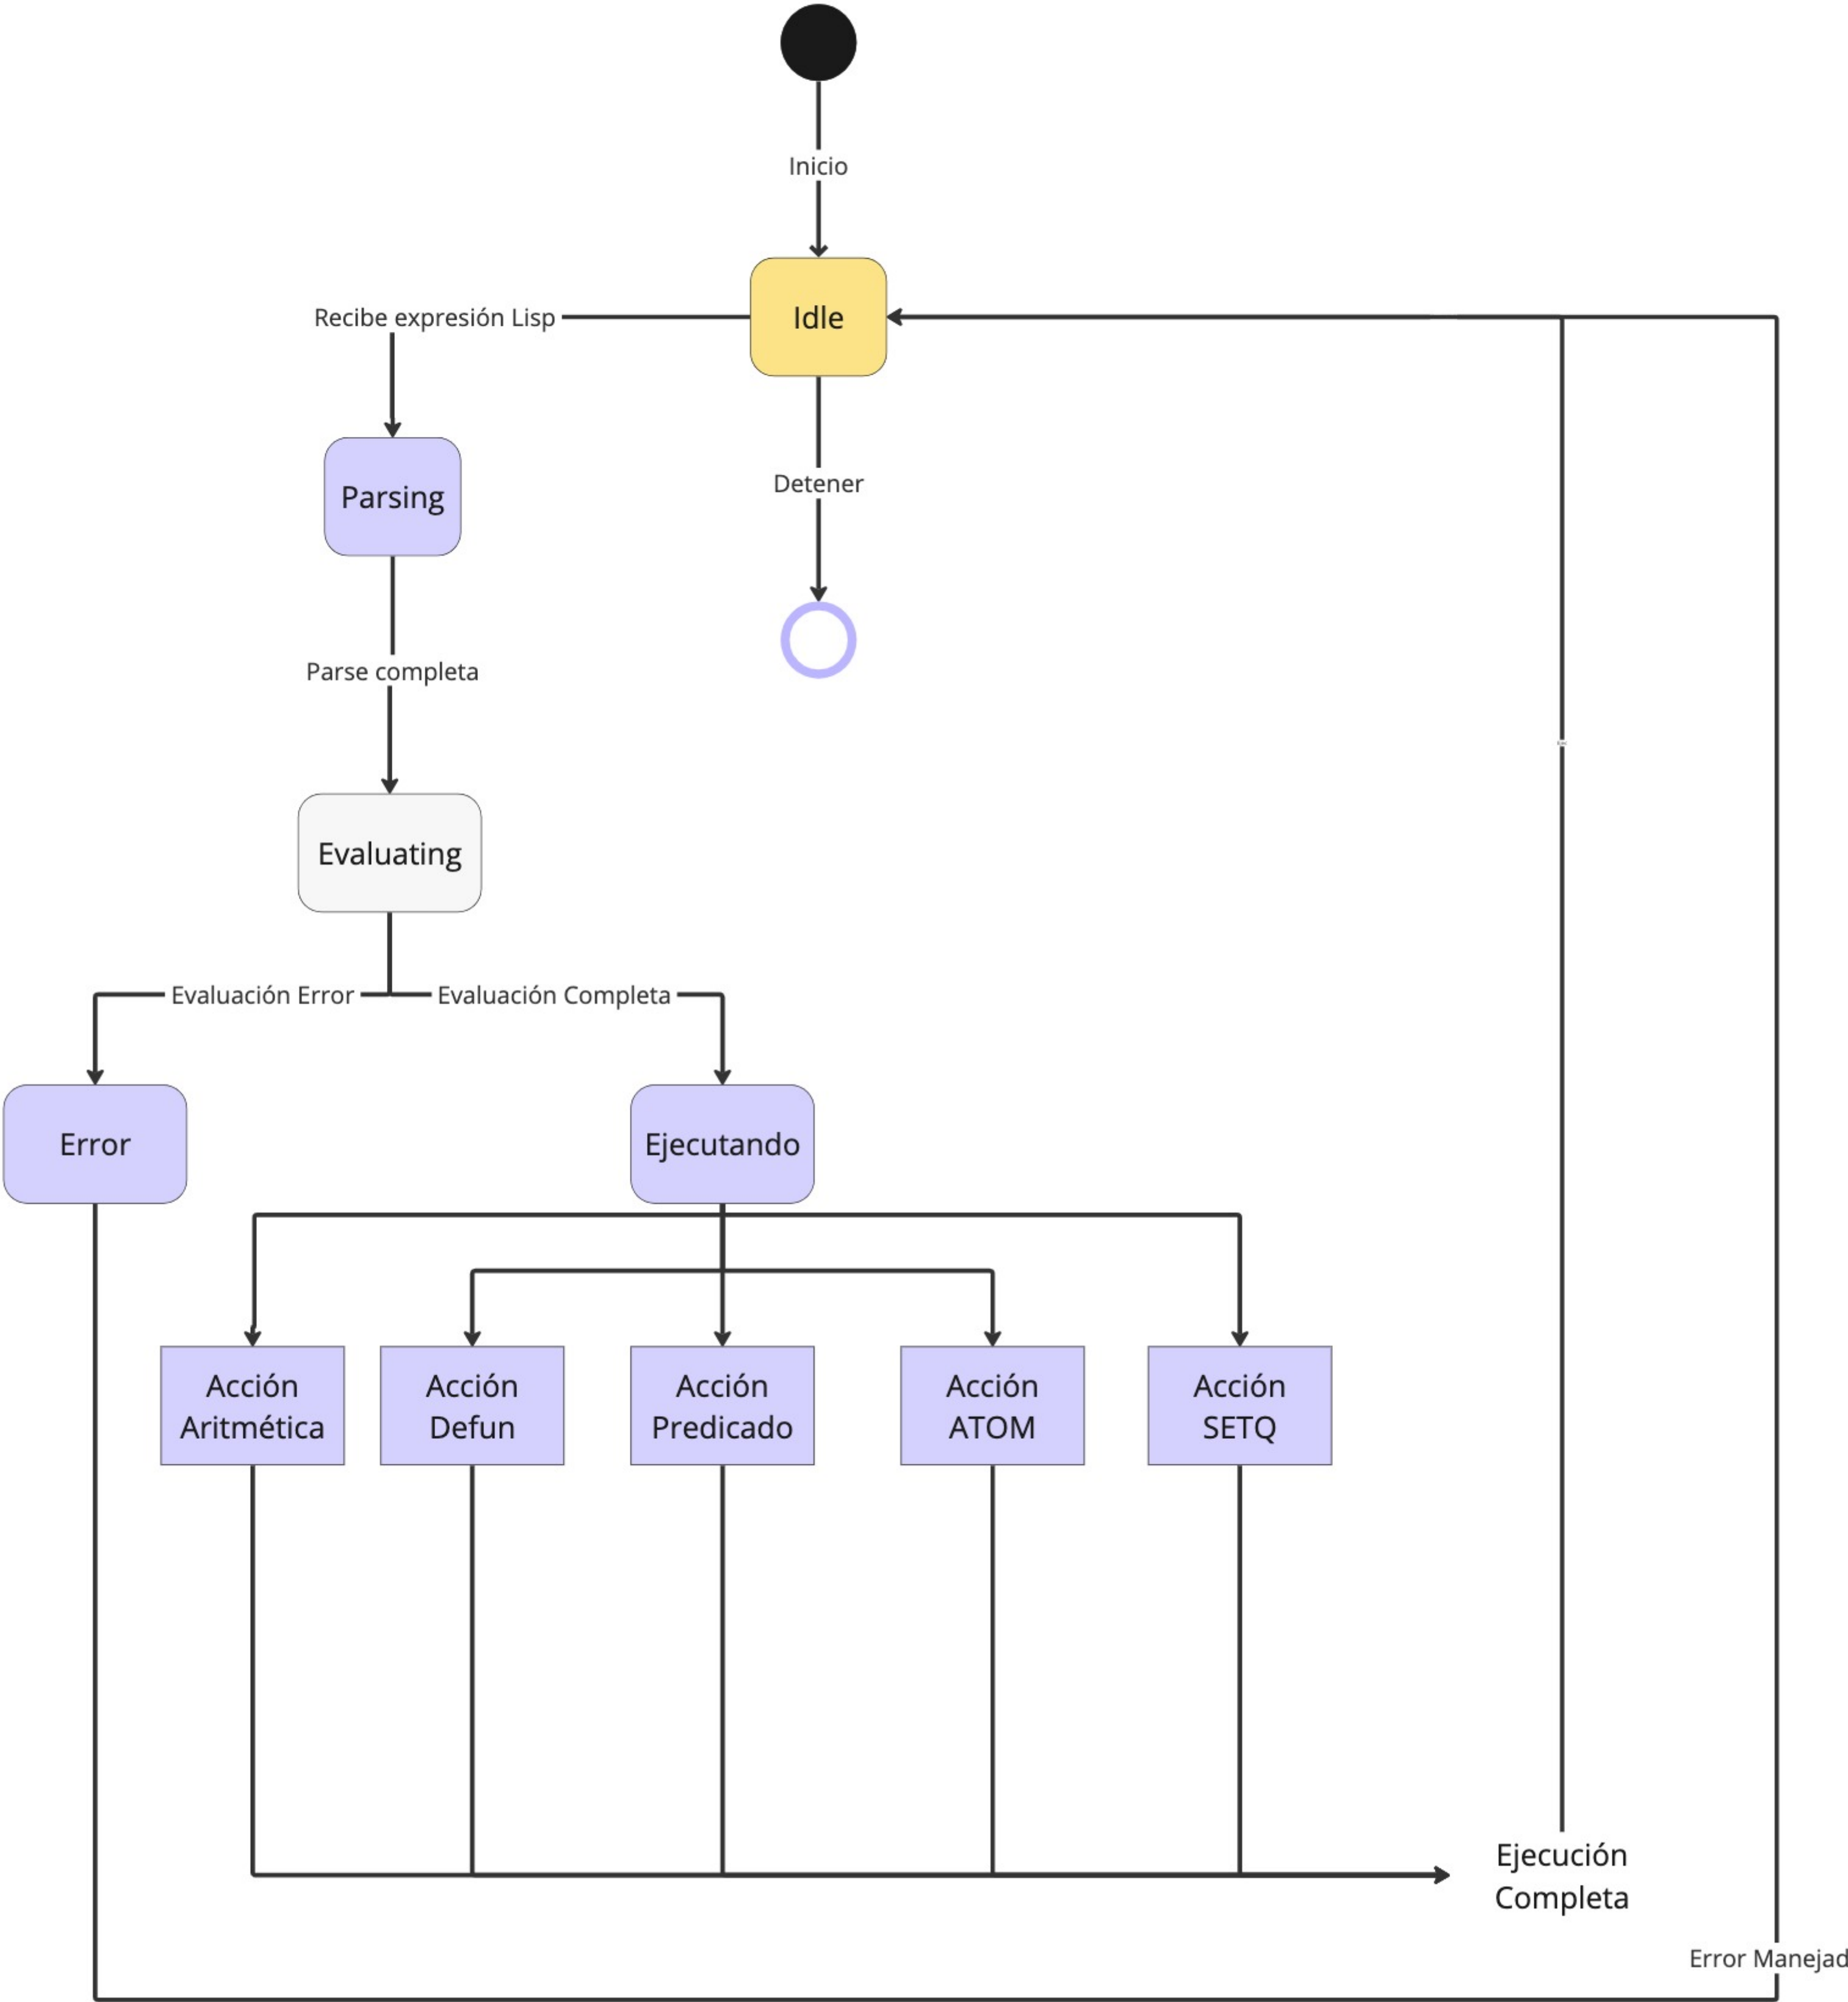 Inicio
Idle
Recibe expresión Lisp
Parsing
Detener
Parse completa
Evaluating
Evaluación Error
Evaluación Completa
Error
Ejecutando
Acción
Aritmética
Acción
Defun
Acción
Predicado
Acción
ATOM
Acción
SETQ
Ejecución
Completa
Error Manejad